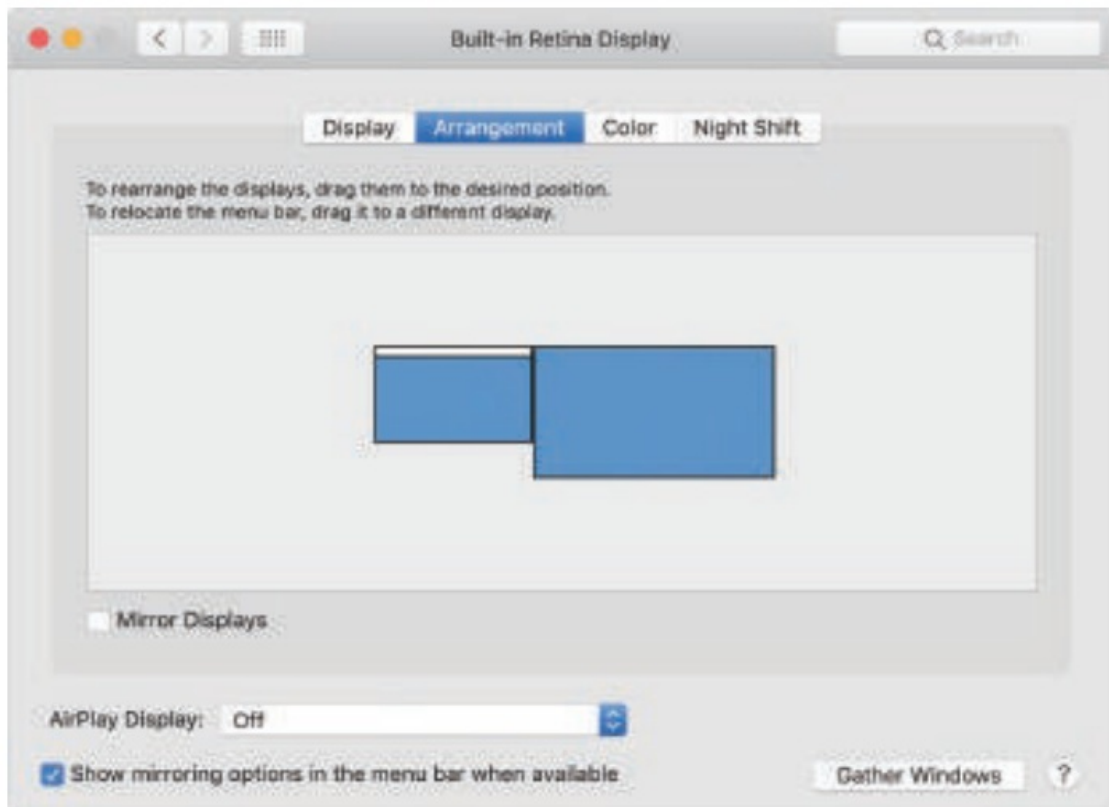 Built-in Retina Display
Search
Display Arrangement Color Night Shift
To rearrange the displays, drag them to the desired position.
To relocate the menu bar, drag it to a different display.
Mirror Displays
AirPlay Display: Off
Show mirroring options in the menu bar when available
Gather Windows ?